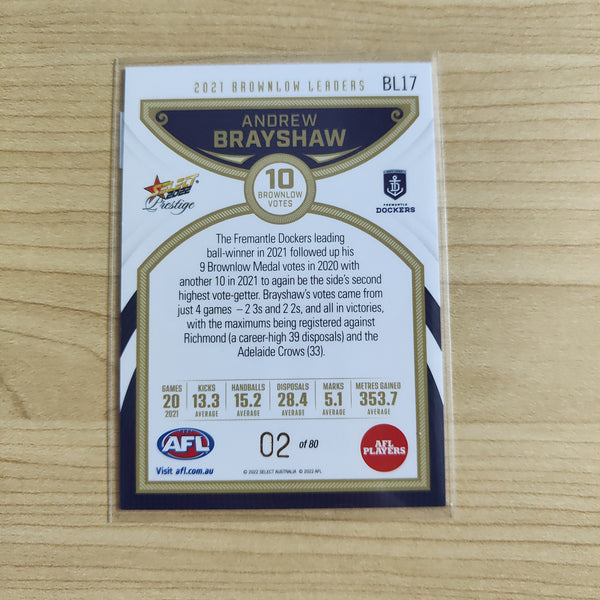 2021 BROWNLOW LEADERS BL17
ANDREW
BRAYSHAW
SELECT
2022
Prestige
10
BROWNLOW
VOTES
FREMANTLE
DOCKERS
The Fremantle Dockers leading
ball-winner in 2021 followed up his
9 Brownlow Medal votes in 2020 with
another 10 in 2021 to again be the side's second
highest vote-getter. Brayshaw's votes came from
just 4 games – 2 3s and 2 2s, and all in victories,
with the maximums being registered against
Richmond (a career-high 39 disposals) and the
Adelaide Crows (33).
GAMES KICKS HANDBALLS DISPOSALS MARKS METRES GAINED
20 13.3 15.2 28.4 5.1 353.7
2021 AVERAGE AVERAGE AVERAGE AVERAGE AVERAGE
AFL
02 of 80
AFL
PLAYERS
Visit afl.com.au
© 2022 SELECT AUSTRALIA © 2022 AFL